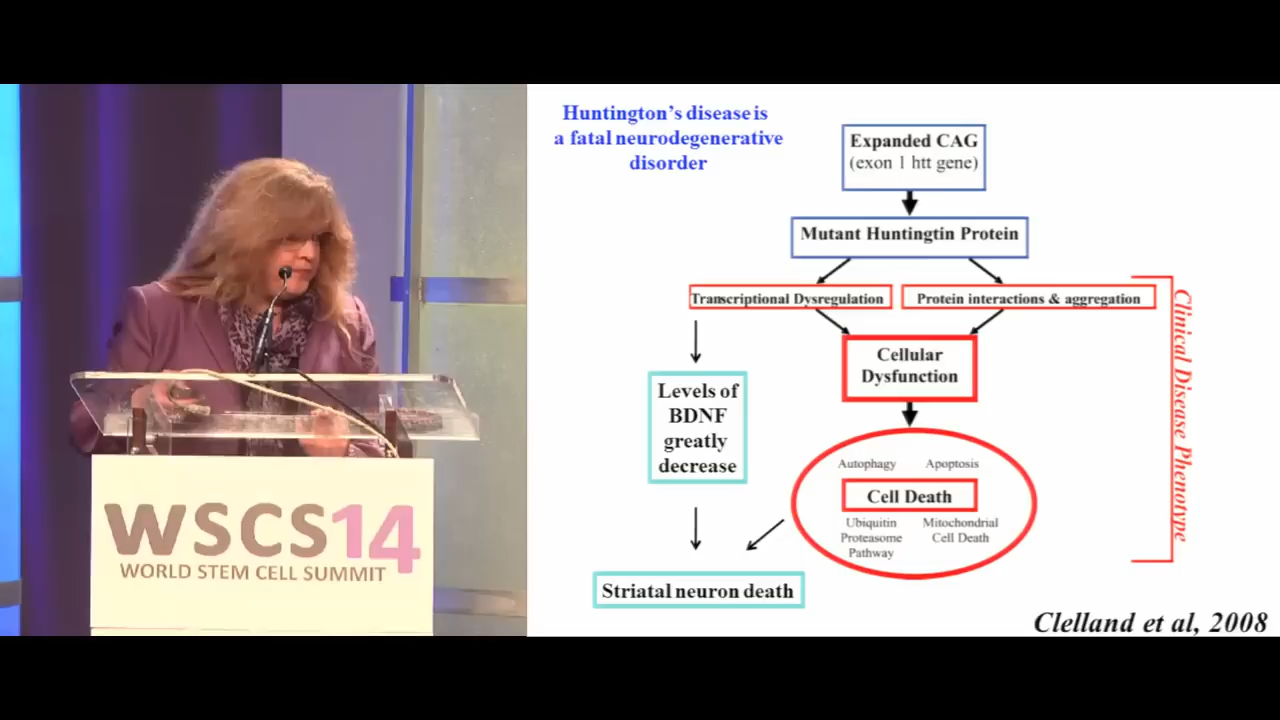 WSCS14
WORLD STEM CELL SUMMIT
Huntington's disease is
a fatal neurodegenerative
disorder
Expanded CAG
(exon 1 htt gene)
Mutant Huntingtin Protein
Transcriptional Dysregulation
Protein interactions & aggregation
Cellular
Dysfunction
Levels of
BDNF
greatly
decrease
Autophagy
Apoptosis
Cell Death
Ubiquitin
Proteasome
Pathway
Mitochondrial
Cell Death
Striatal neuron death
Clinical Disease Phenotype
Clelland et al, 2008